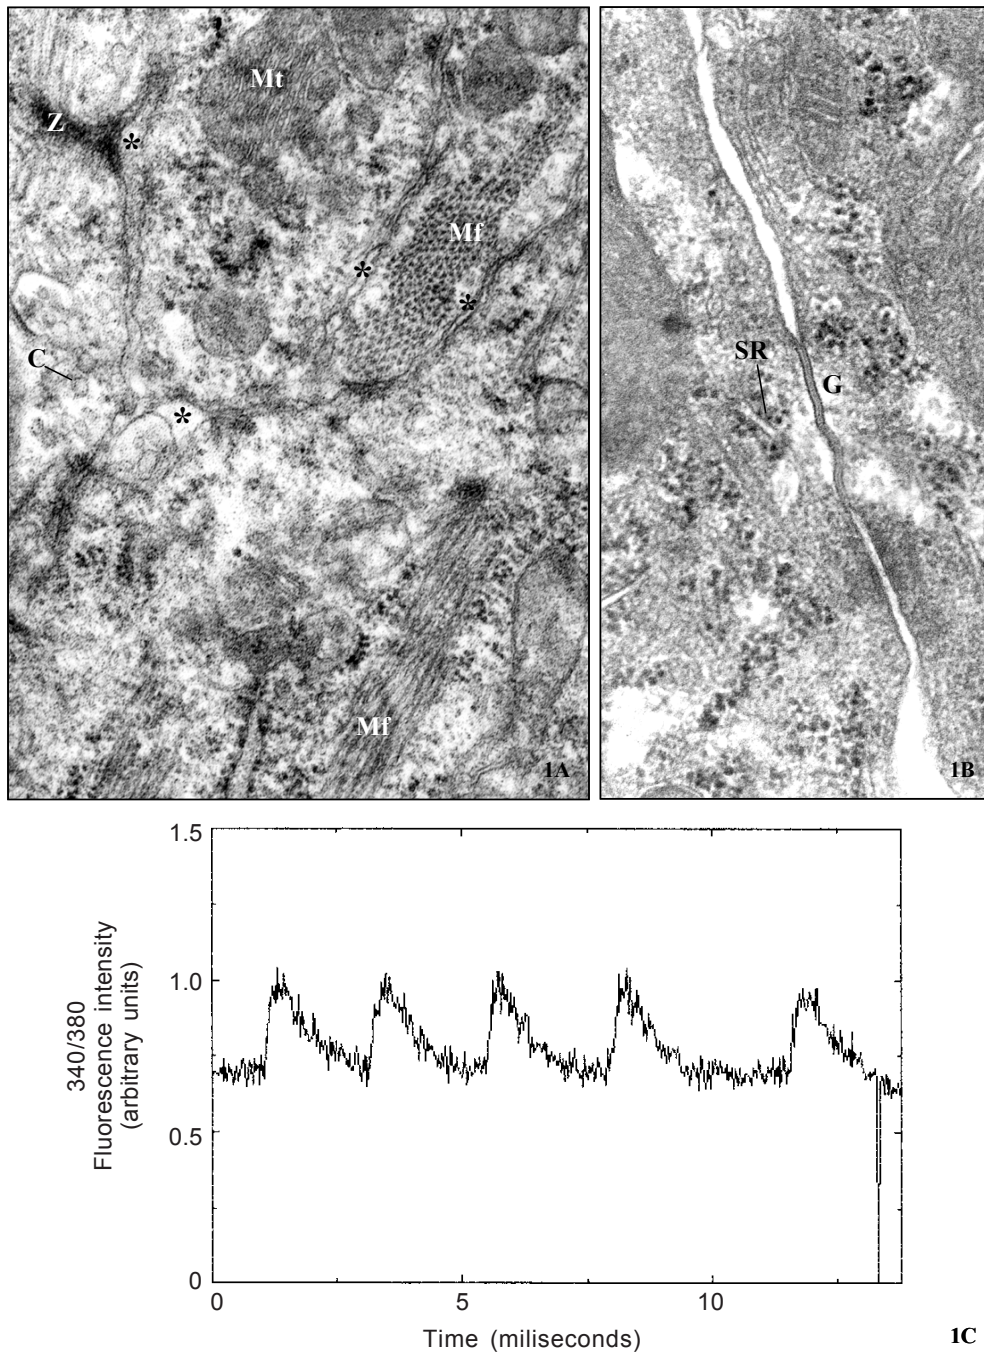 Mt
Z
*
Mf
*
*
C
*
Mf
1A
SR
G
1B
1.5
1.0
0.5
0
340/380
Fluorescence intensity
(arbitrary units)
0 5 10
Time (miliseconds)
1C